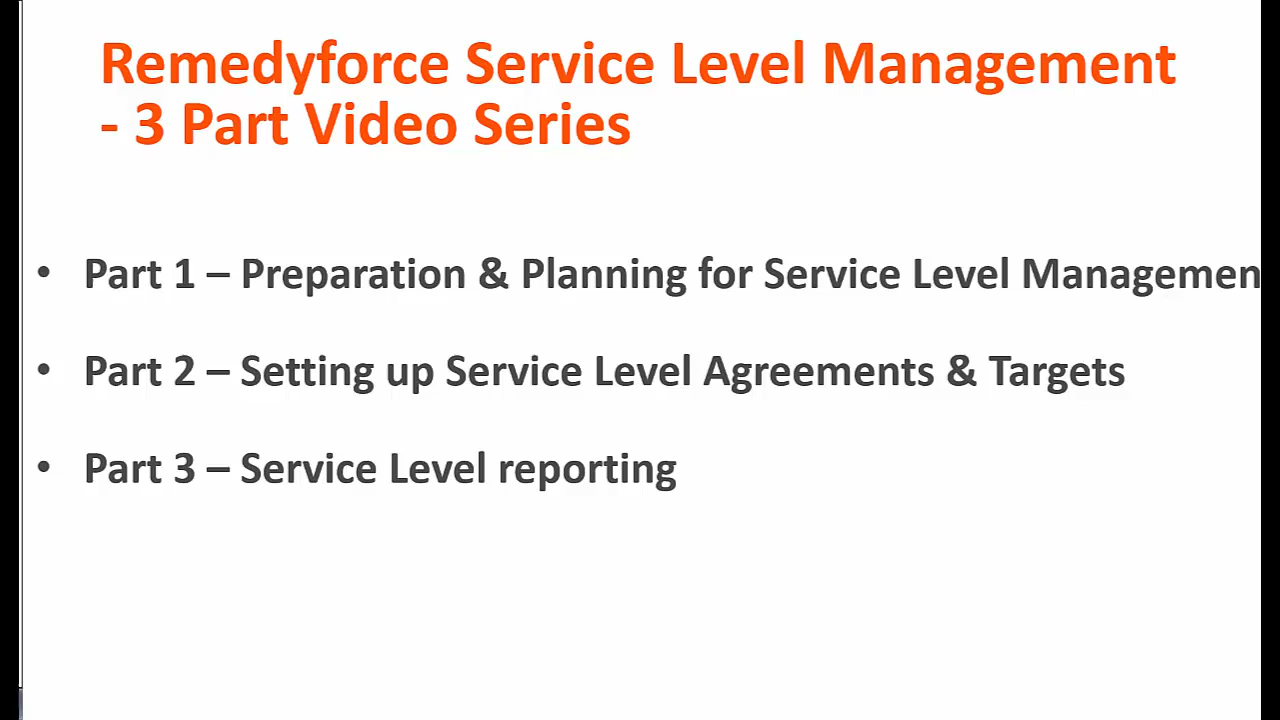 Remedyforce Service Level Management
- 3 Part Video Series
• Part 1 – Preparation & Planning for Service Level Managemen
• Part 2 – Setting up Service Level Agreements & Targets
• Part 3 – Service Level reporting